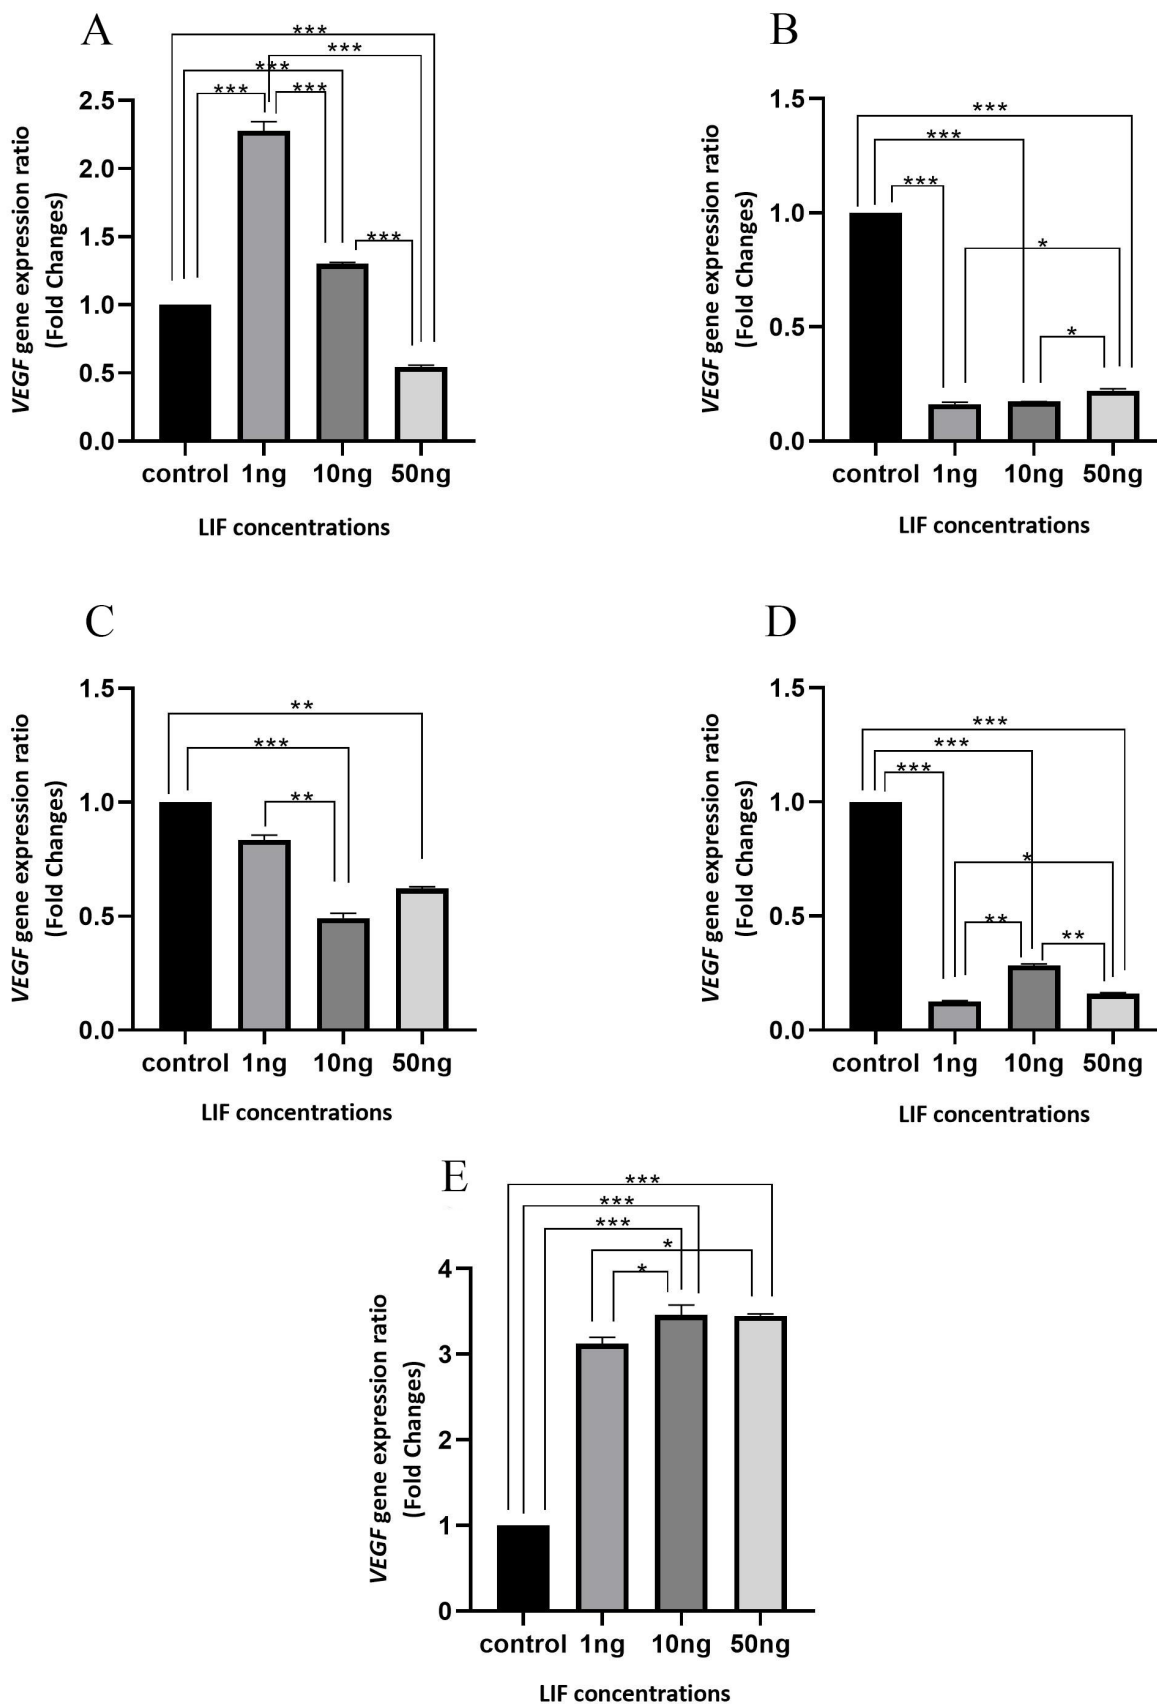 A
***
***
***
*** ***
***
2.5
2.0
1.5
1.0
0.5
0.0
VEGF gene expression ratio
(Fold Changes)
control 1ng 10ng 50ng
LIF concentrations
B
***
***
***
*
*
1.5
1.0
0.5
0.0
VEGF gene expression ratio
(Fold Changes)
control 1ng 10ng 50ng
LIF concentrations
C
**
***
**
1.5
1.0
0.5
0.0
VEGF gene expression ratio
(Fold Changes)
control 1ng 10ng 50ng
LIF concentrations
D
***
***
***
*
**
**
1.5
1.0
0.5
0.0
VEGF gene expression ratio
(Fold Changes)
control 1ng 10ng 50ng
LIF concentrations
E
***
***
***
*
*
4
3
2
1
0
VEGF gene expression ratio
(Fold Changes)
control 1ng 10ng 50ng
LIF concentrations